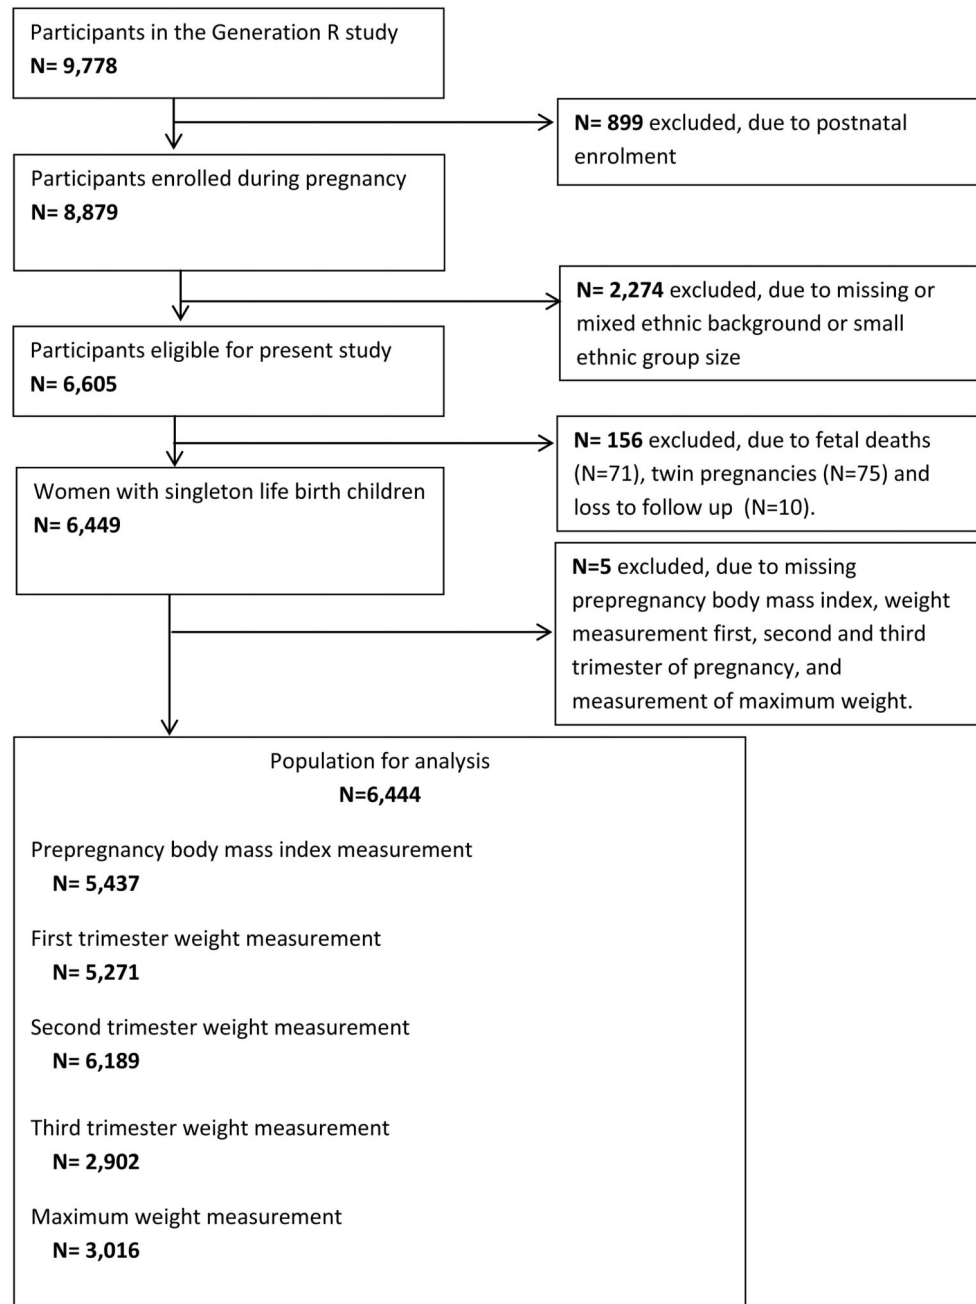 Participants in the Generation R study
N= 9,778
N= 899 excluded, due to postnatal
enrolment
Participants enrolled during pregnancy
N= 8,879
N= 2,274 excluded, due to missing or
mixed ethnic background or small
ethnic group size
Participants eligible for present study
N= 6,605
N= 156 excluded, due to fetal deaths
(N=71), twin pregnancies (N=75) and
loss to follow up (N=10).
Women with singleton life birth children
N= 6,449
N=5 excluded, due to missing
prepregnancy body mass index, weight
measurement first, second and third
trimester of pregnancy, and
measurement of maximum weight.
Population for analysis
N=6,444
Prepregnancy body mass index measurement
N= 5,437
First trimester weight measurement
N= 5,271
Second trimester weight measurement
N= 6,189
Third trimester weight measurement
N= 2,902
Maximum weight measurement
N= 3,016